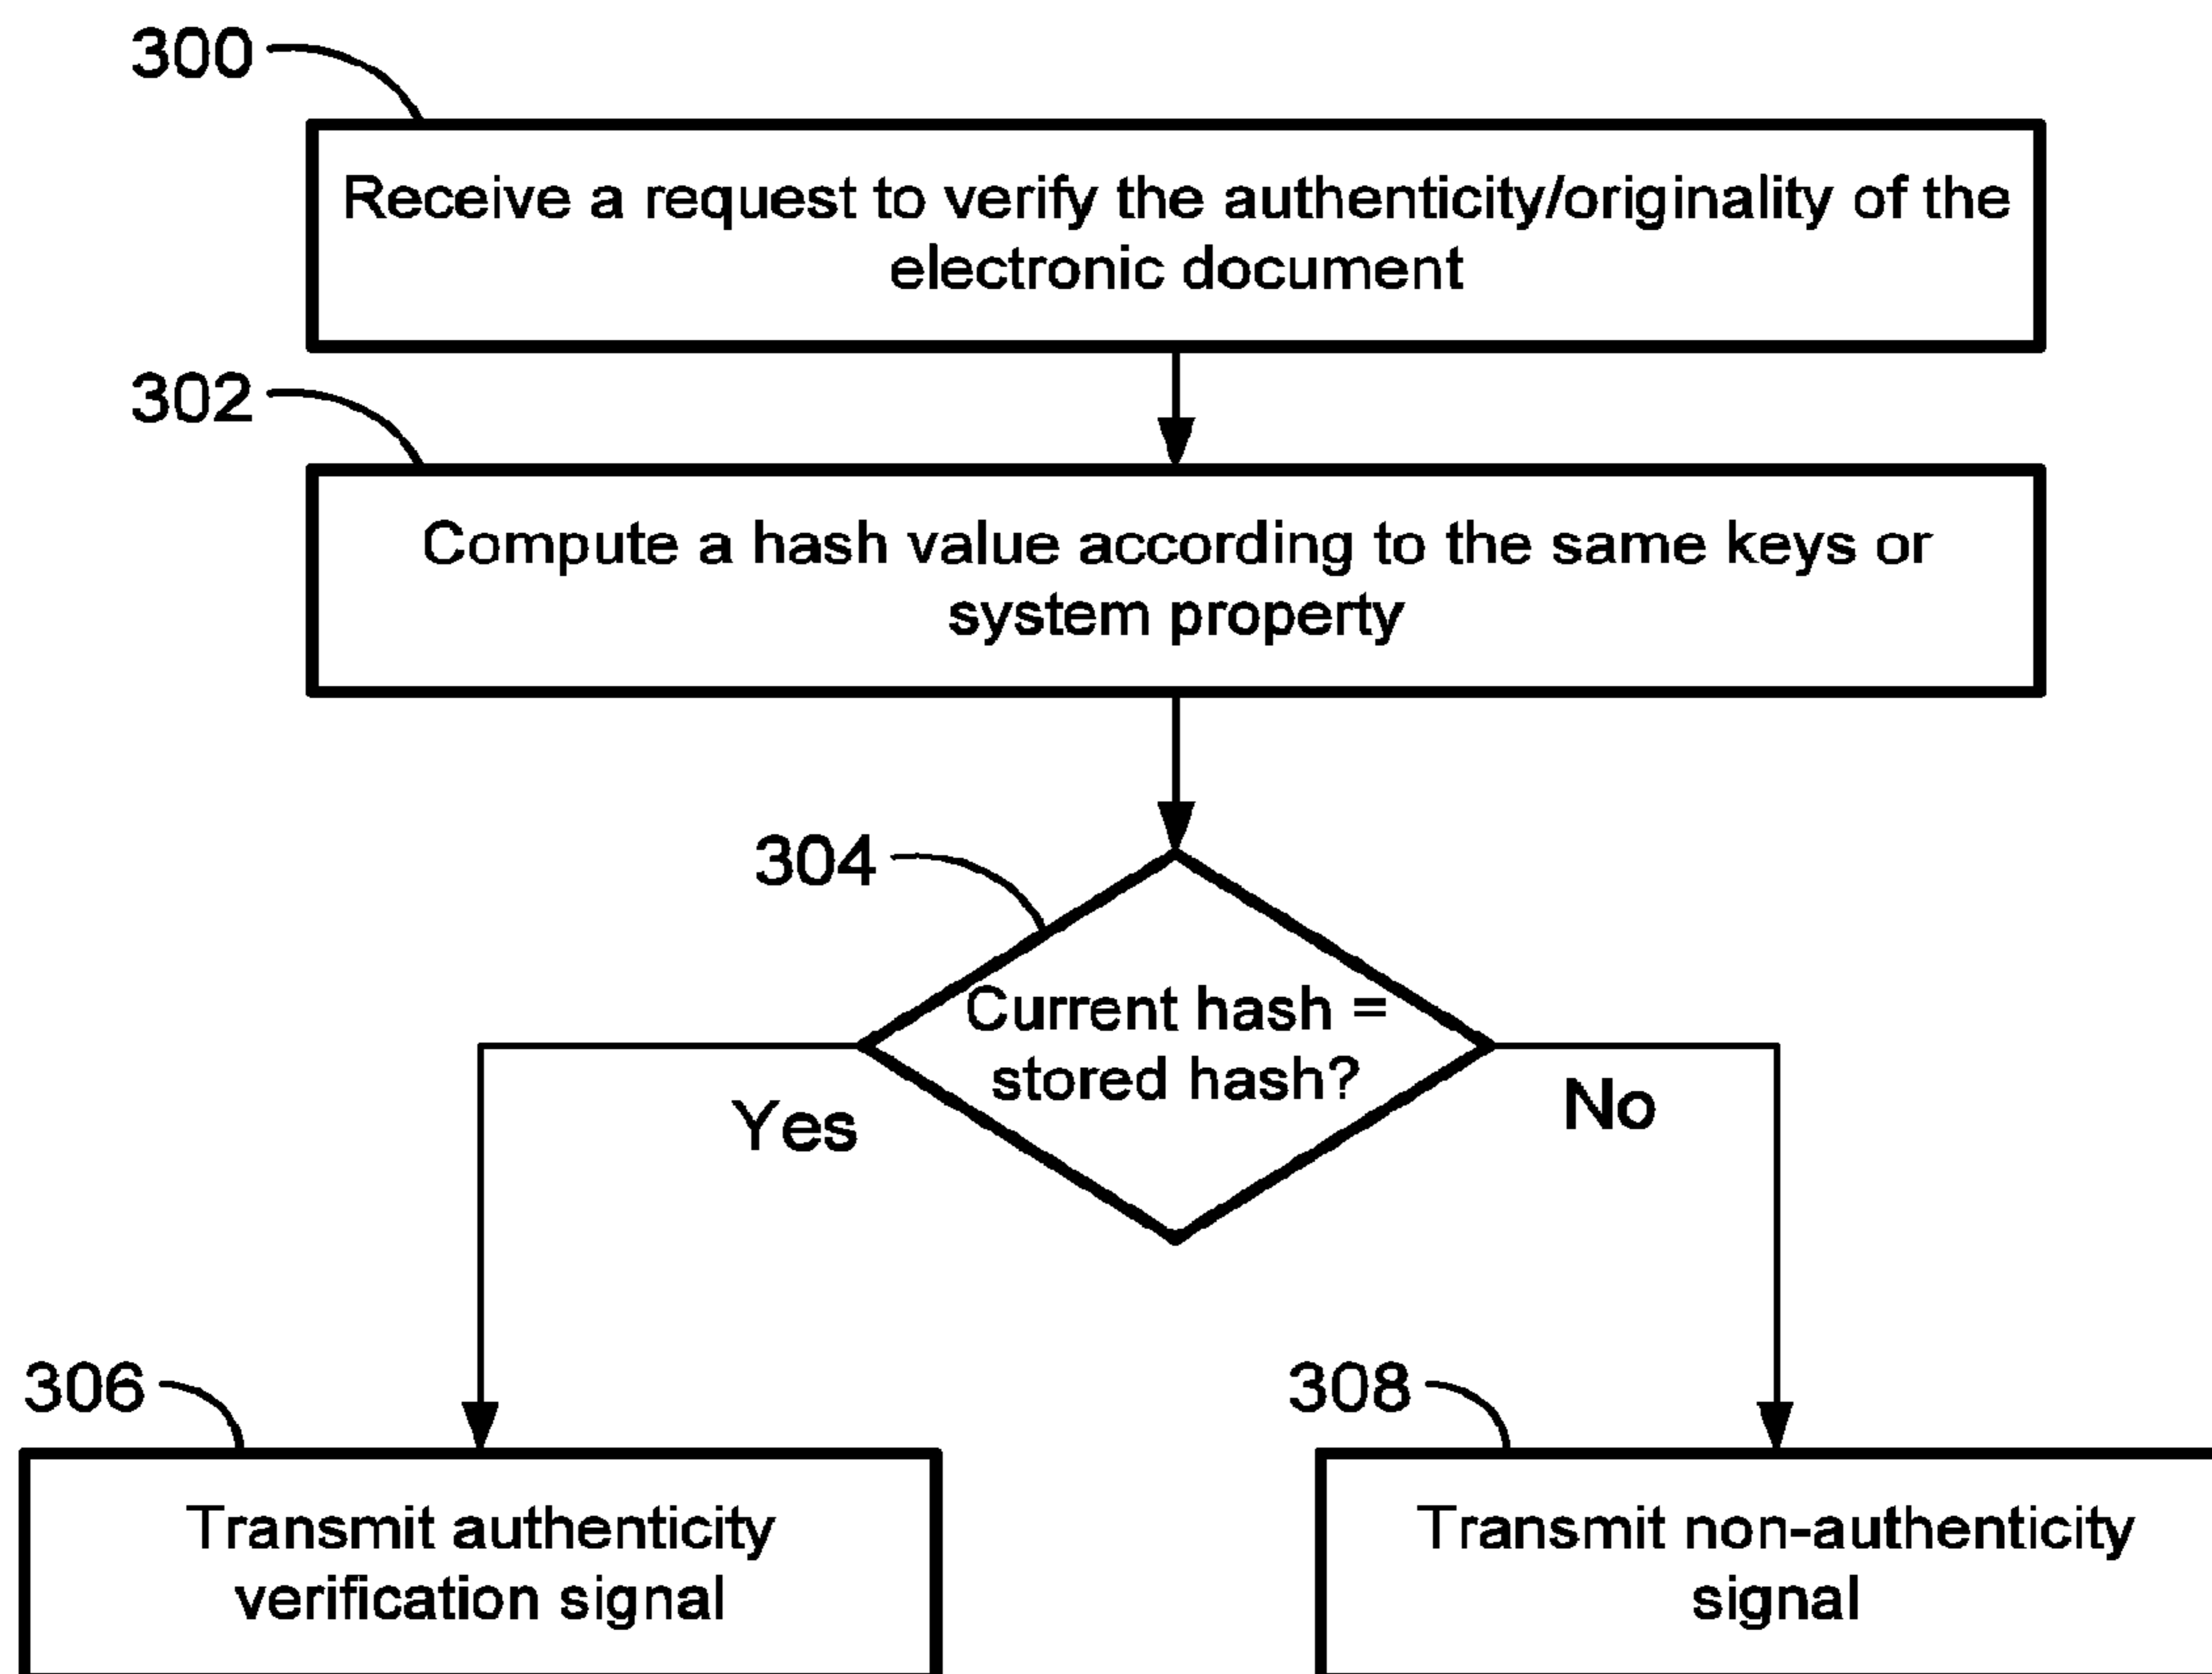 300
Receive a request to verify the authenticity/originality of the
electronic document
302
Compute a hash value according to the same keys or
system property
304
Current hash =
stored hash?
Yes
No
306
Transmit authenticity
verification signal
308
Transmit non-authenticity
signal